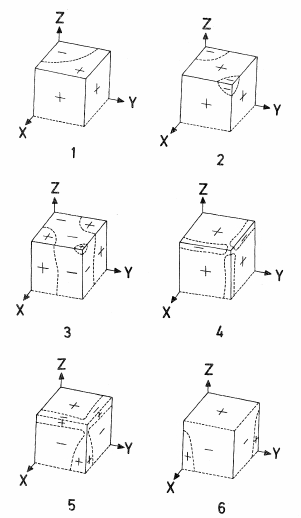 Z Z
− +
+ +
Y Y
X X
1 2
Z Z
− + +
+ − +
+ − + +
Y Y
X X
3 4
Z Z
+ +
− −
+ + + +
Y Y
X X
5 6